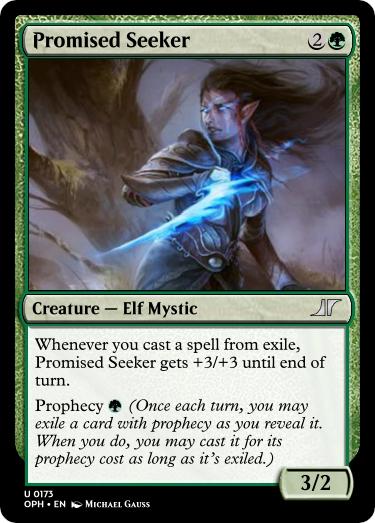 Promised Seeker 2
Creature — Elf Mystic
Whenever you cast a spell from exile,
Promised Seeker gets +3/+3 until end of
turn.
Prophecy (Once each turn, you may
exile a card with prophecy as you reveal it.
When you do, you may cast it for its
prophecy cost as long as it's exiled.)
3/2
U 0173
OPH • EN Michael Gauss